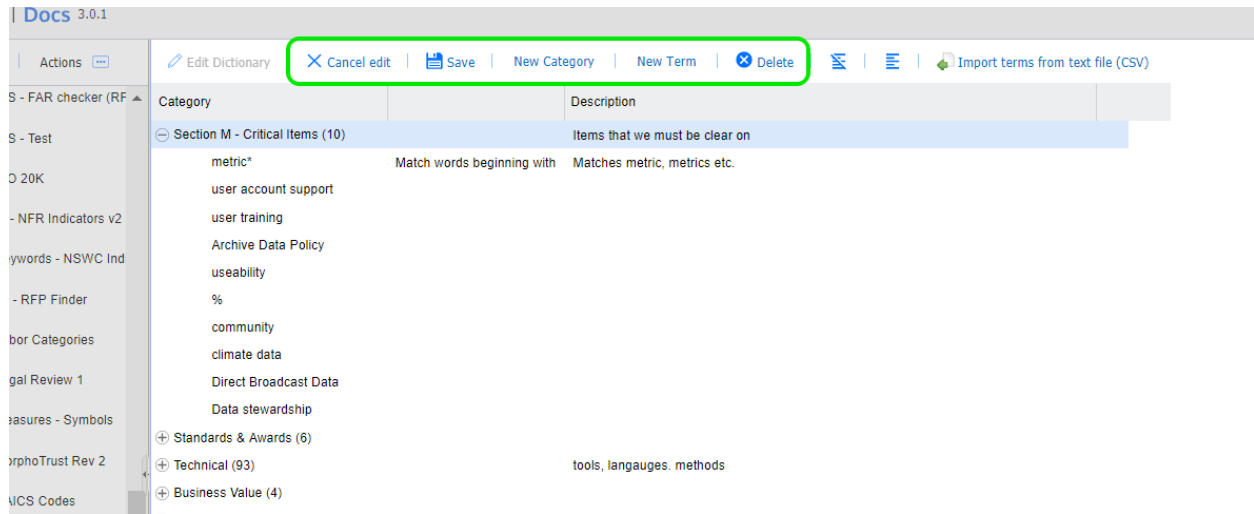 | Docs 3.0.1
Actions
Edit Dictionary Cancel edit Save New Category New Term Delete Import terms from text file (CSV)
S - FAR checker (RF
Category Description
S - Test
Section M - Critical Items (10) Items that we must be clear on
metric* Match words beginning with Matches metric, metrics etc.
O 20K
user account support
- NFR Indicators v2
user training
Archive Data Policy
eywords - NSWC Ind
useability
- RFP Finder
%
community
bor Categories
climate data
gal Review 1
Direct Broadcast Data
Data stewardship
easures - Symbols
Standards & Awards (6)
orphoTrust Rev 2
Technical (93) tools, langauges. methods
AICS Codes
Business Value (4)